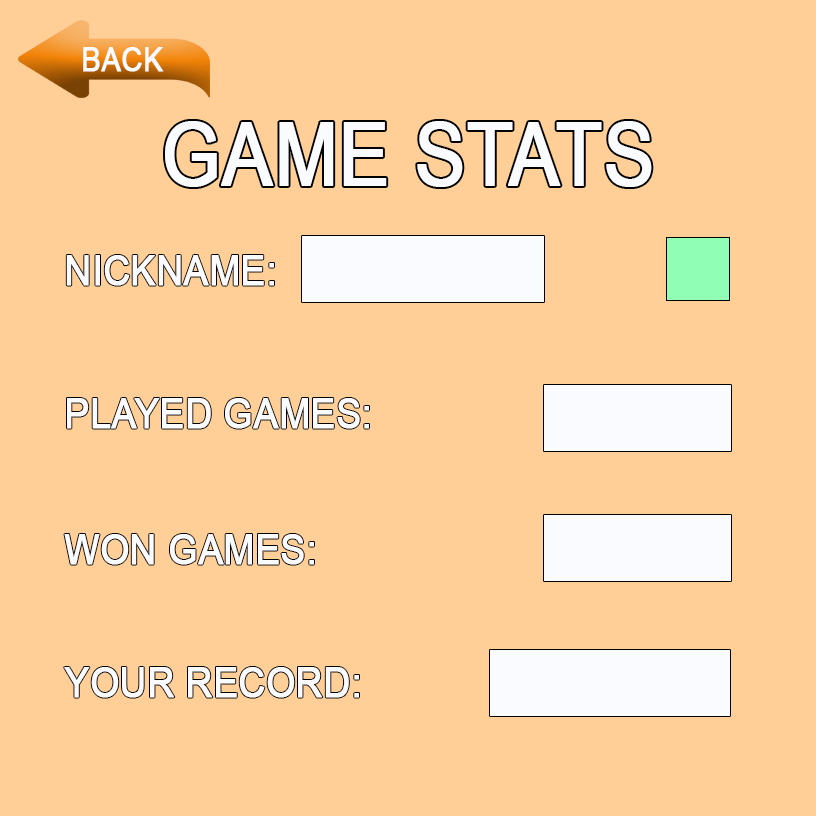 BACK
GAME STATS
NICKNAME:
PLAYED GAMES:
WON GAMES:
YOUR RECORD: